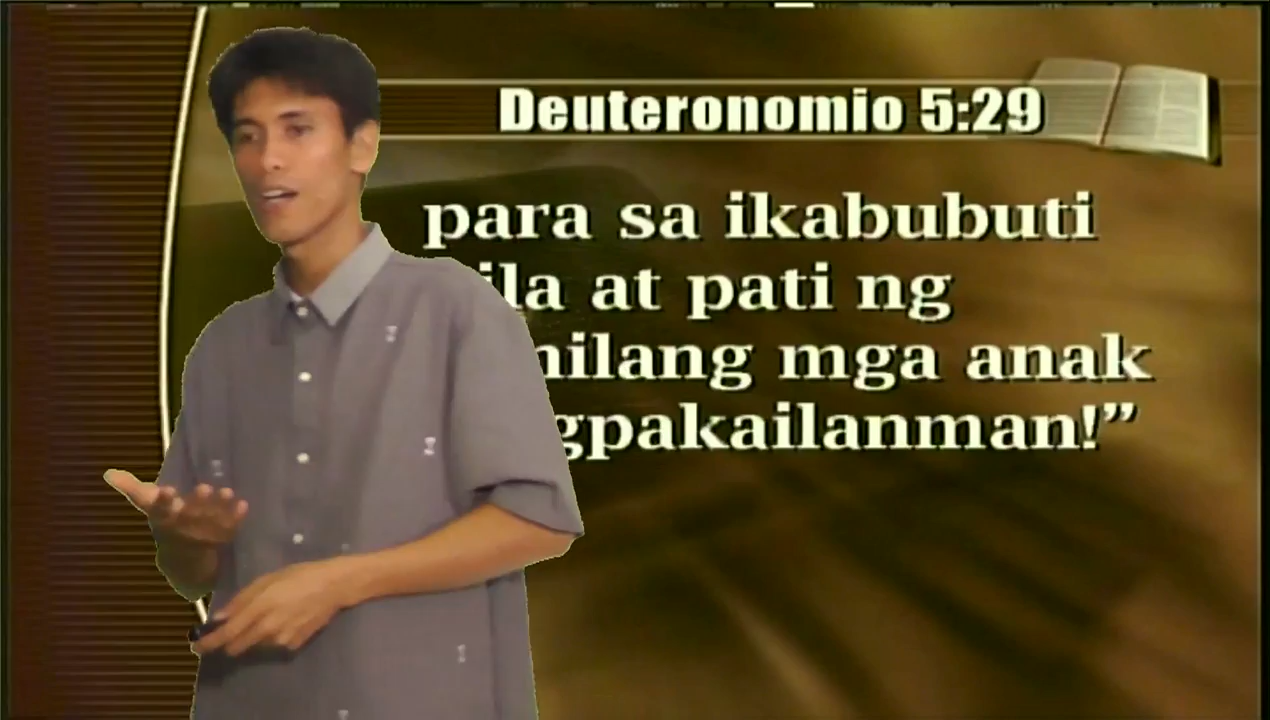 Deuteronomio 5:29
para sa ikabubuti
at pati ng
mga anak